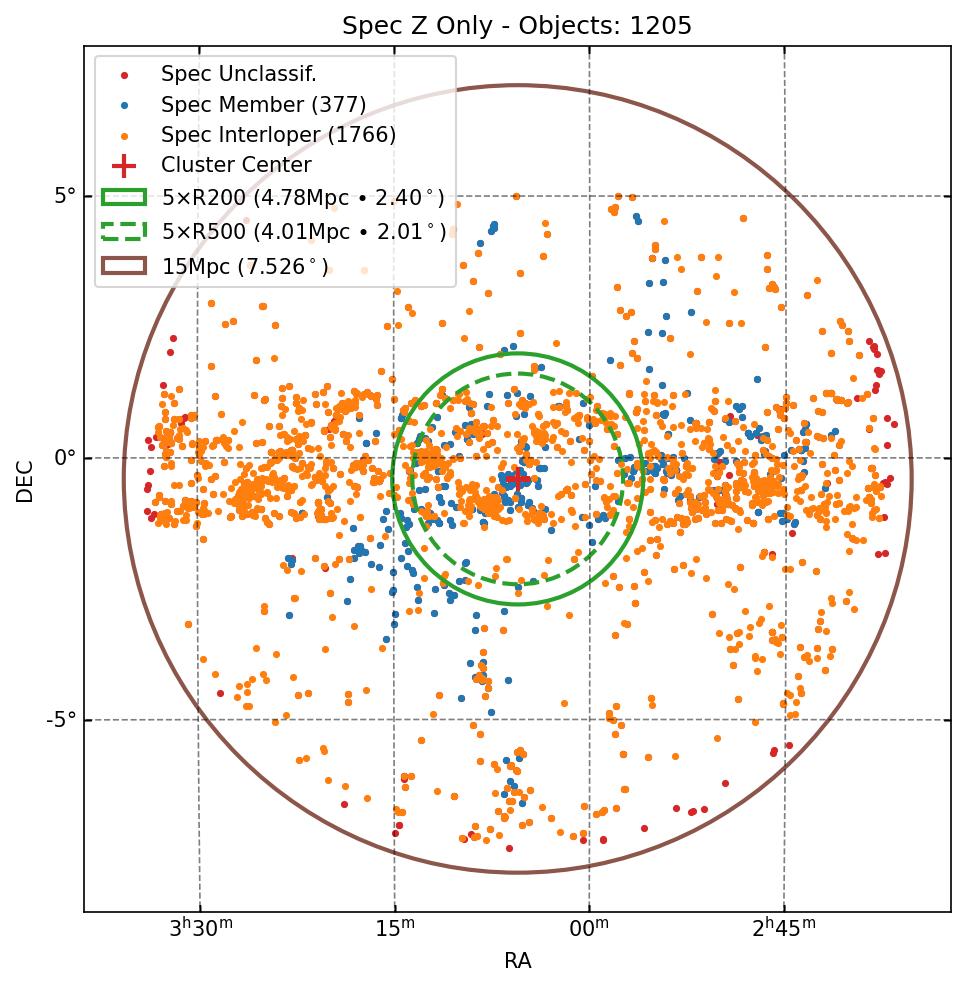 Spec Z Only - Objects: 1205
Spec Unclassif.
Spec Member (377)
Spec Interloper (1766)
Cluster Center
5×R200 (4.78Mpc • 2.40°)
5×R500 (4.01Mpc • 2.01°)
15Mpc (7.526°)
5°
0°
-5°
DEC
3h30m 15m 00m 2h45m
RA